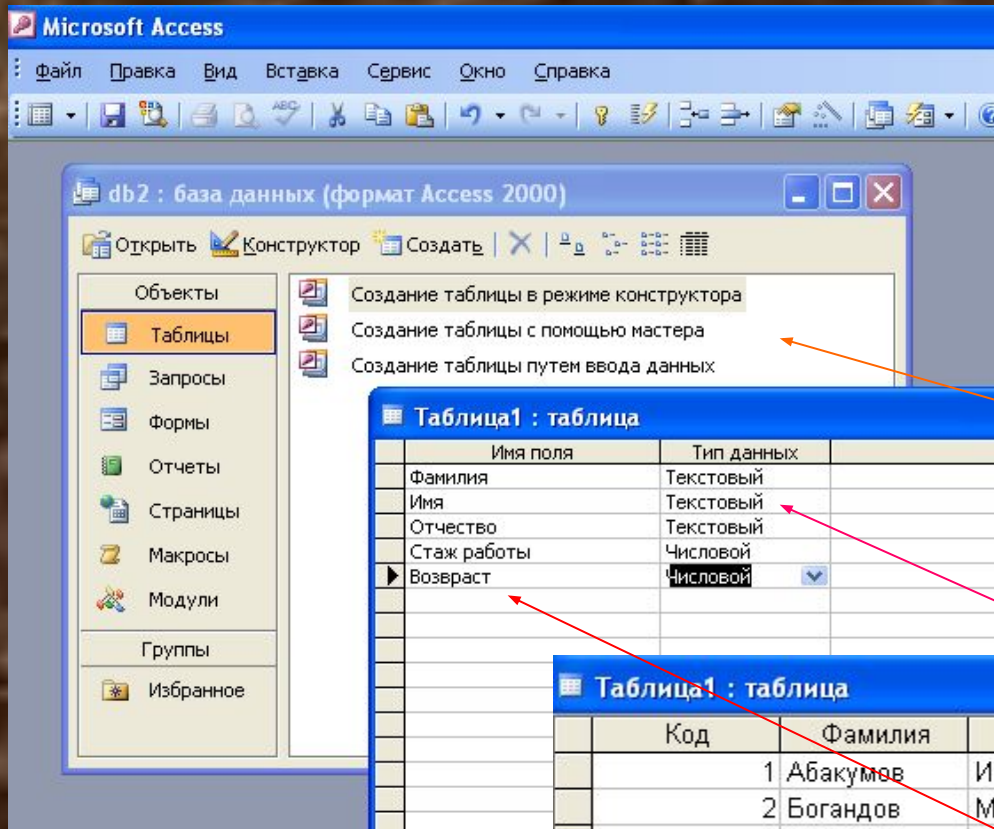 Microsoft Access
Файл Правка Вид Вставка Сервис Окно Справка
ABC
db2 : база данных (формат Access 2000)
Открыть Конструктор Создать
Объекты
Таблицы
Запросы
Формы
Отчеты
Страницы
Макросы
Модули
Группы
Избранное
Создание таблицы в режиме конструктора
Создание таблицы с помощью мастера
Создание таблицы путем ввода данных
Таблица1 : таблица
Имя поля Тип данных
Фамилия Текстовый
Имя Текстовый
Отчество Текстовый
Стаж работы Числовой
Возвраст Числовой
Таблица1 : таблица
Код Фамилия
1 Абакумов И
2 Богандов М